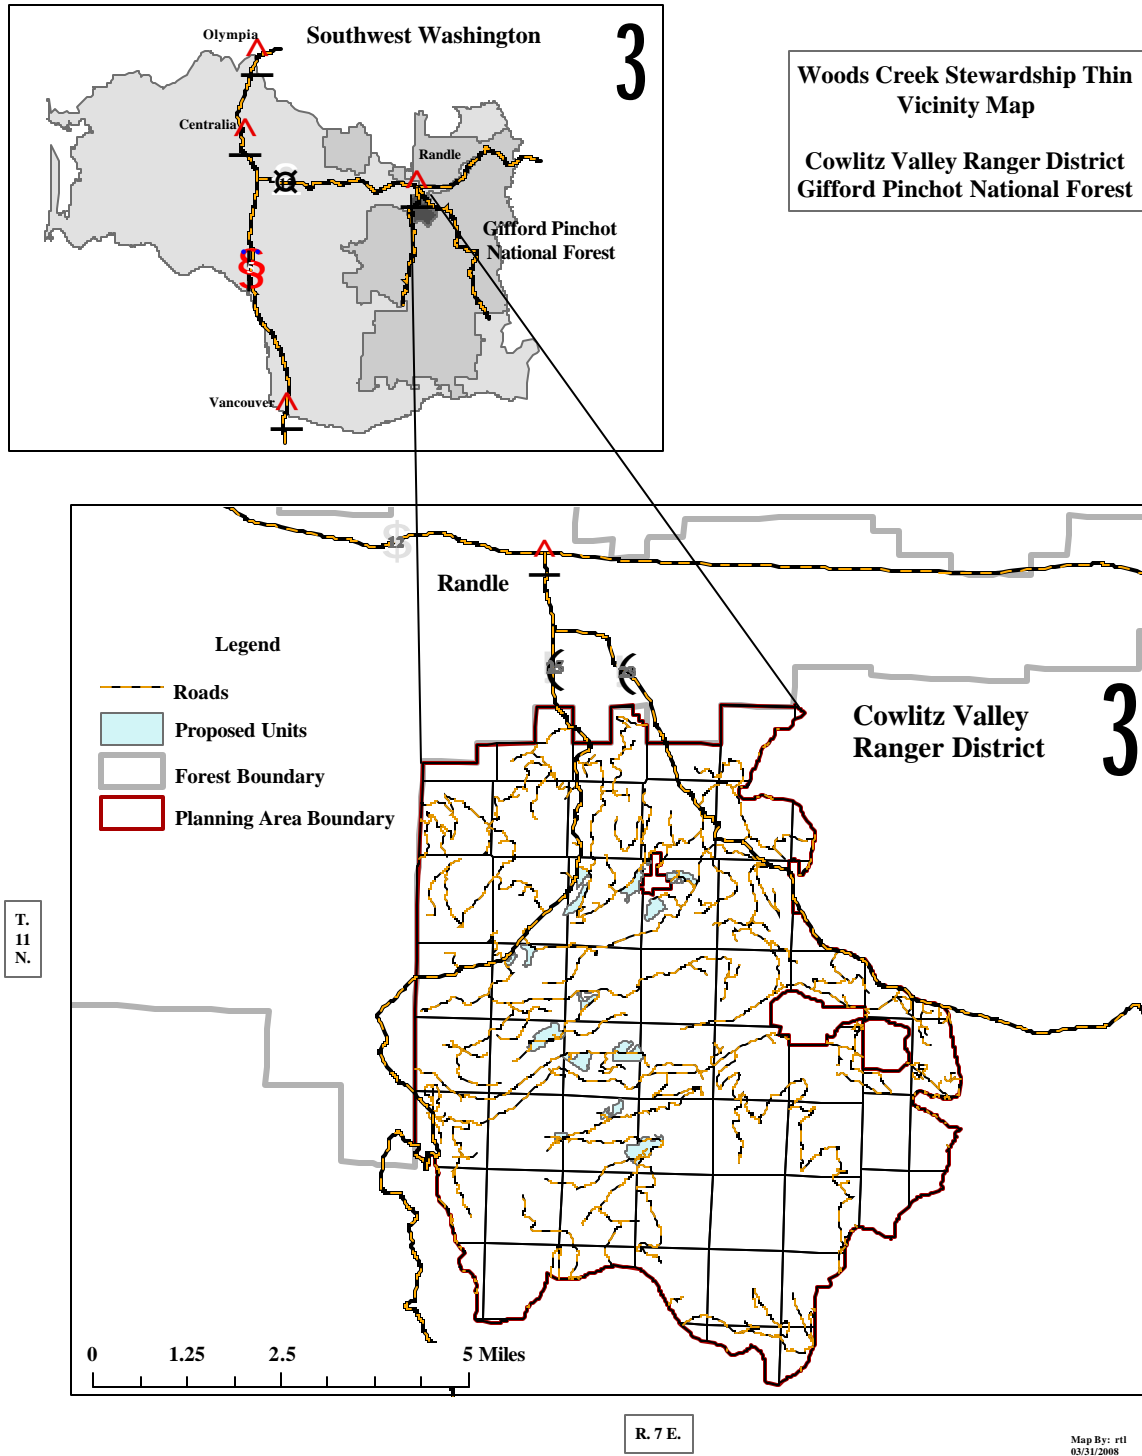 Southwest Washington
3
Olympia
Centralia
Randle
Gifford Pinchot
National Forest
Vancouver
Woods Creek Stewardship Thin
Vicinity Map
Cowlitz Valley Ranger District
Gifford Pinchot National Forest
12
Randle
25
Legend
Roads
Proposed Units
Forest Boundary
Planning Area Boundary
Cowlitz Valley
Ranger District
3
T.
11
N.
0 1.25 2.5 5 Miles
R. 7 E.
Map By: rtl
03/31/2008